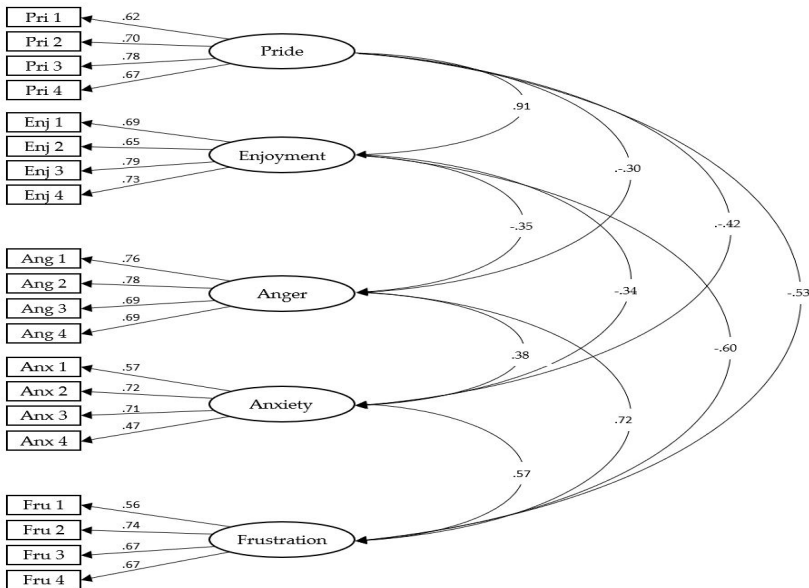 Pri 1
.62
Pri 2
.70
Pri 3
.78
Pri 4
.67
Pride
Enj 1
.69
Enj 2
.65
Enj 3
.79
Enj 4
.73
Enjoyment
Ang 1
.76
Ang 2
.78
Ang 3
.69
Ang 4
.69
Anger
Anx 1
.57
Anx 2
.72
Anx 3
.71
Anx 4
.47
Anxiety
Fru 1
.56
Fru 2
.74
Fru 3
.67
Fru 4
.67
Frustration
.91
.-.30
-.35
.-.42
-.34
-.53
.38
-.60
.72
.57